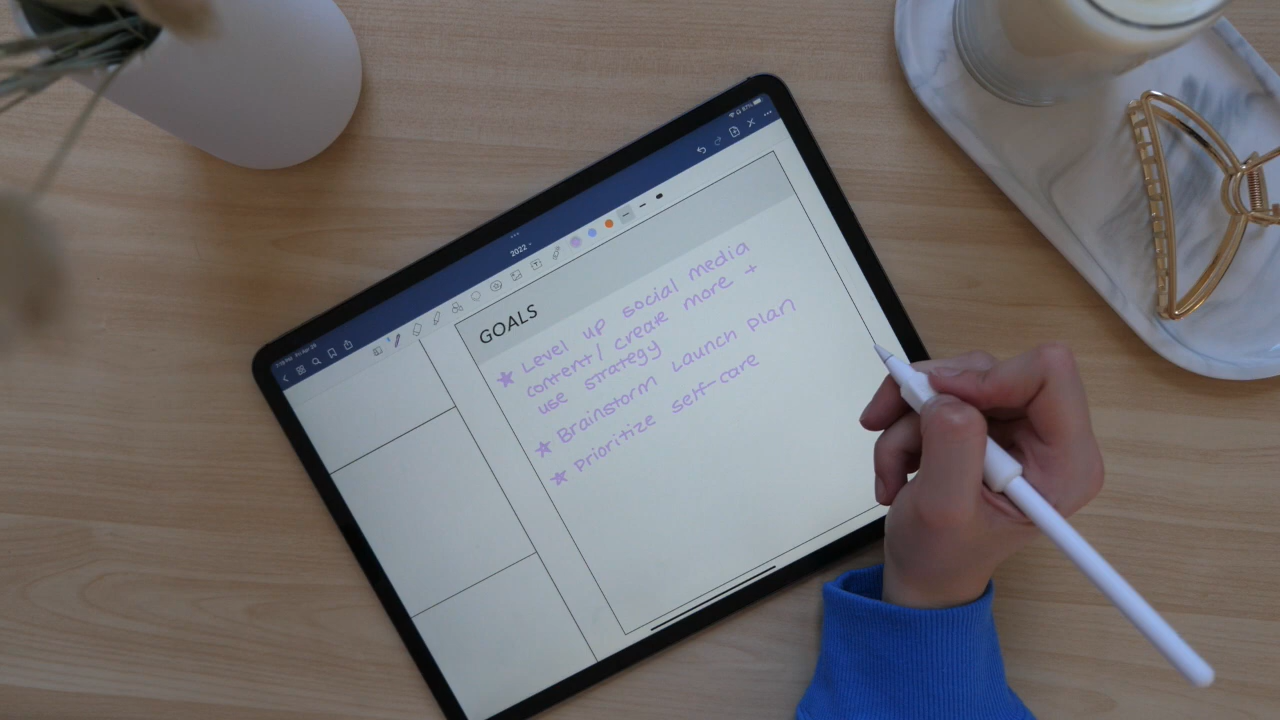 2022
GOALS
★ Level up social media
content/create more +
use strategy
★ Brainstorm Launch Plan
★ Prioritize self-care